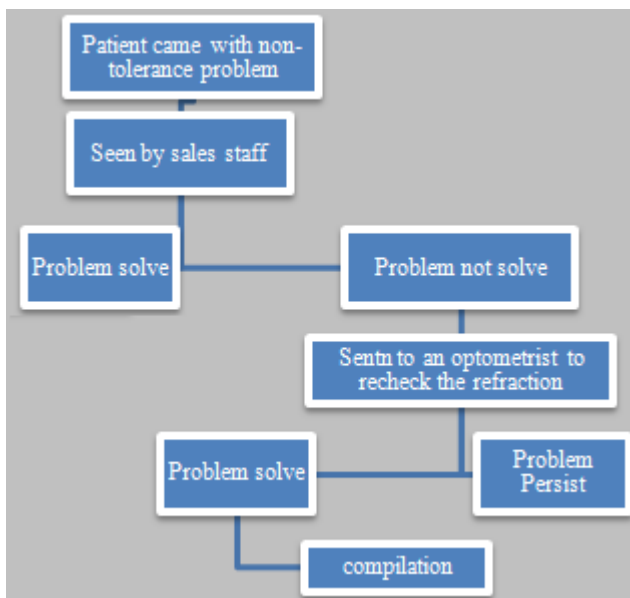 Patient came with non-
tolerance problem
Seen by sales staff
Problem solve
Problem not solve
Sentn to an optometrist to
recheck the refraction
Problem solve
Problem
Persist
compilation